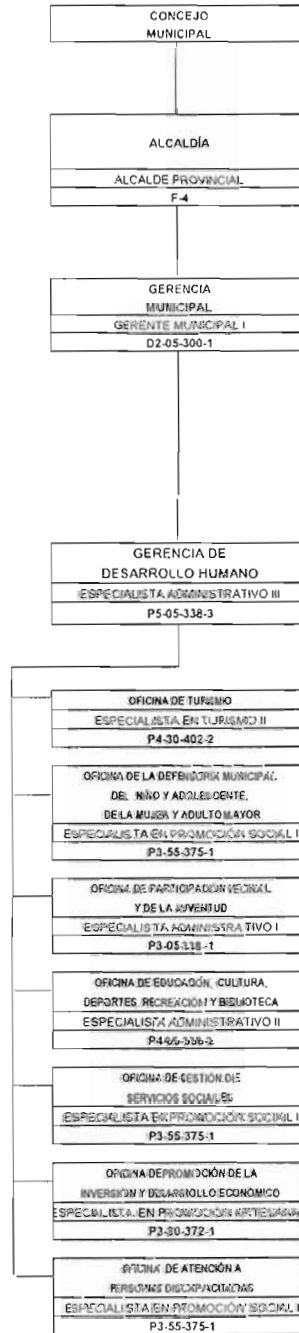 CONCEJO
MUNICIPAL
ALCALDÍA
ALCALDE PROVINCIAL
F-4
GERENCIA
MUNICIPAL
GERENTE MUNICIPAL I
D2-05-300-1
GERENCIA DE
DESARROLLO HUMANO
ESPECIALISTA ADMINISTRATIVO III
P5-05-338-3
OFICINA DE TURISMO
ESPECIALISTA EN TURISMO II
P4-30-402-2
OFICINA DE LA DEFENSORIA MUNICIPAL
DEL NIÑO Y ADOLESCENTE,
DE LA MUJER Y ADULTO MAYOR
ESPECIALISTA EN PROMOCIÓN SOCIAL I
P3-55-375-1
OFICINA DE PARTICIPACIÓN VECINAL
Y DE LA JUVENTUD
ESPECIALISTA ADMINISTRATIVO I
P3-05-338-1
OFICINA DE EDUCACIÓN, CULTURA,
DEPORTES, RECREACIÓN Y BIBLIOTECA
ESPECIALISTA ADMINISTRATIVO II
OFICINA DE GESTIÓN DE
SERVICIOS SOCIALES
ESPECIALISTA EN PROMOCIÓN SOCIAL I
P3-55-375-1
OFICINA DE PROMOCIÓN DE LA
INVERSIÓN Y DESARROLLO ECONÓMICO
ESPECIALISTA EN PROMOCIÓN ARTESANAL
P3-30-372-1
OFICINA DE ATENCIÓN A
PERSONAS DISCAPACITADAS
ESPECIALISTA EN PROMOCIÓN SOCIAL I
P3-55-375-1